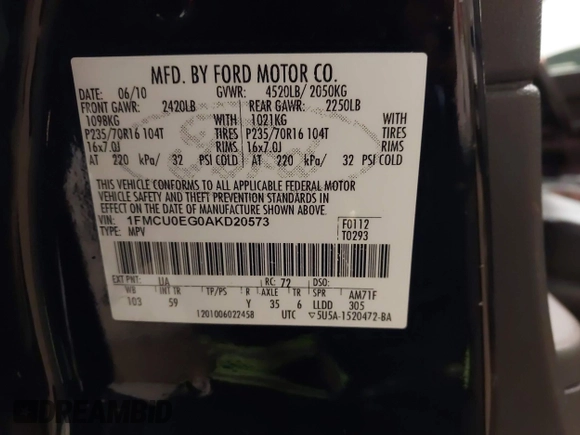 MFD. BY FORD MOTOR CO.
DATE: 06/10 GVWR: 4520LB/ 2050KG
FRONT GAWR: 2420LB REAR GAWR: 2250LB
1098KG WITH 1021KG WITH
P235/70R16 104T TIRES P235/70R16 104T TIRES
16x7.0J RIMS 16x7.0J RIMS
AT 220 kPa/ 32 PSI COLD AT 220 kPa/ 32 PSI COLD
THIS VEHICLE CONFORMS TO ALL APPLICABLE FEDERAL MOTOR
VEHICLE SAFETY AND THEFT PREVENTION STANDARDS IN
EFFECT ON THE DATE OF MANUFACTURE SHOWN ABOVE.
VIN: 1FMCU0EG0AKD20573 F0112
TYPE: MPV T0293
EXT PNT: UA RC: 72 DSO:
WB INT TR TP/PS R AXLE TR SPR AM71F
103 59 Y 35 6 LLDD 305
1201006022458 UTC 5U5A-1520472-BA
DREAMBID